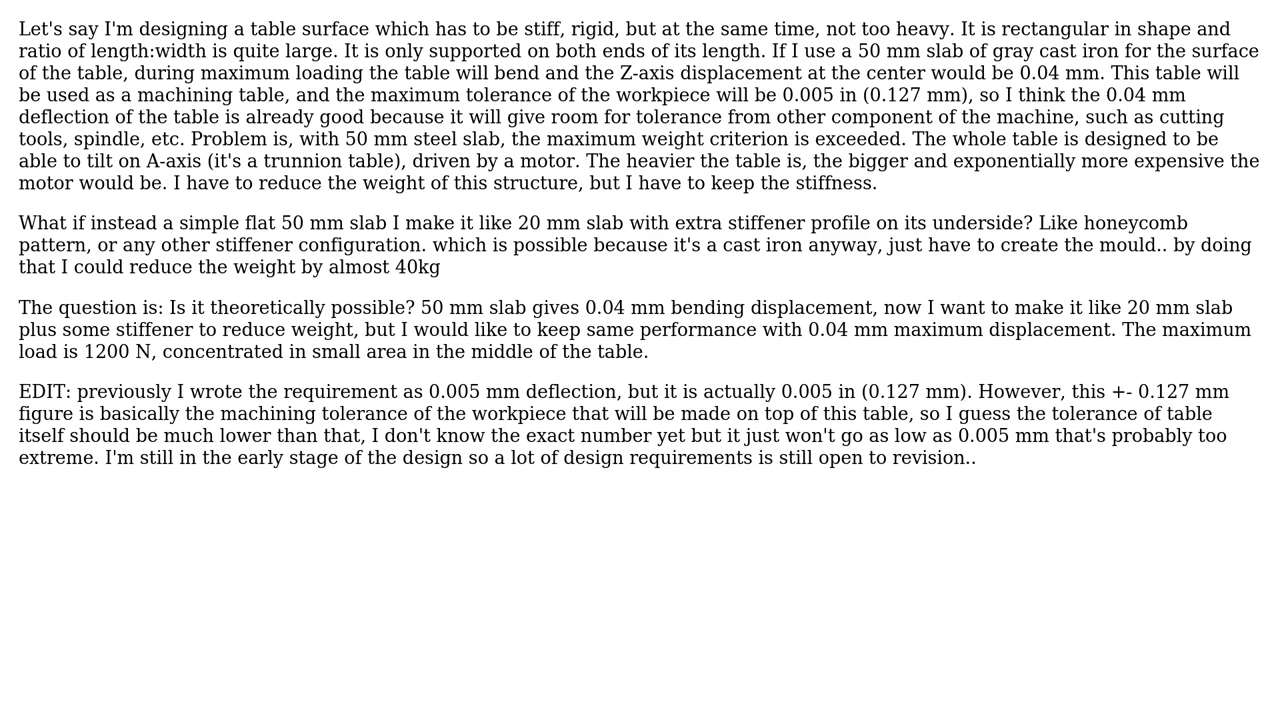 Let's say I'm designing a table surface which has to be stiff, rigid, but at the same time, not too heavy. It is rectangular in shape and
ratio of length:width is quite large. It is only supported on both ends of its length. If I use a 50 mm slab of gray cast iron for the surface
of the table, during maximum loading the table will bend and the Z-axis displacement at the center would be 0.04 mm. This table will
be used as a machining table, and the maximum tolerance of the workpiece will be 0.005 in (0.127 mm), so I think the 0.04 mm
deflection of the table is already good because it will give room for tolerance from other component of the machine, such as cutting
tools, spindle, etc. Problem is, with 50 mm steel slab, the maximum weight criterion is exceeded. The whole table is designed to be
able to tilt on A-axis (it's a trunnion table), driven by a motor. The heavier the table is, the bigger and exponentially more expensive the
motor would be. I have to reduce the weight of this structure, but I have to keep the stiffness.
What if instead a simple flat 50 mm slab I make it like 20 mm slab with extra stiffener profile on its underside? Like honeycomb
pattern, or any other stiffener configuration. which is possible because it's a cast iron anyway, just have to create the mould.. by doing
that I could reduce the weight by almost 40kg
The question is: Is it theoretically possible? 50 mm slab gives 0.04 mm bending displacement, now I want to make it like 20 mm slab
plus some stiffener to reduce weight, but I would like to keep same performance with 0.04 mm maximum displacement. The maximum
load is 1200 N, concentrated in small area in the middle of the table.
EDIT: previously I wrote the requirement as 0.005 mm deflection, but it is actually 0.005 in (0.127 mm). However, this +- 0.127 mm
figure is basically the machining tolerance of the workpiece that will be made on top of this table, so I guess the tolerance of table
itself should be much lower than that, I don't know the exact number yet but it just won't go as low as 0.005 mm that's probably too
extreme. I'm still in the early stage of the design so a lot of design requirements is still open to revision..